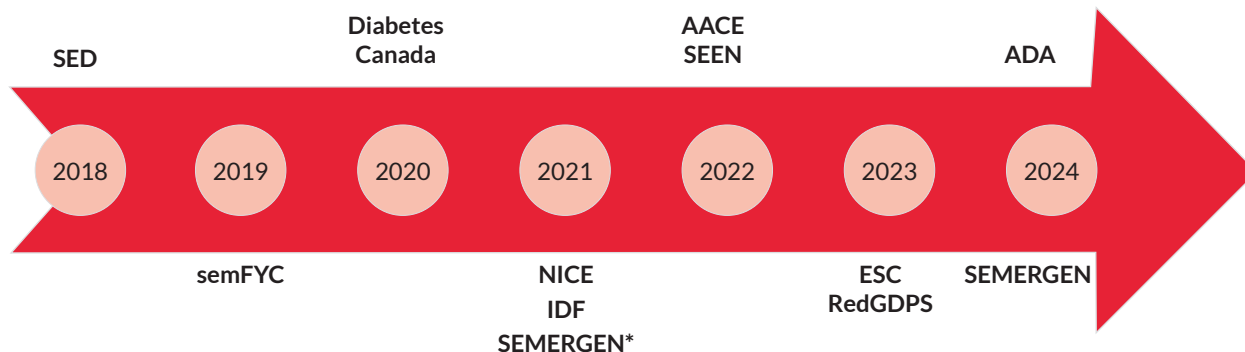 Diabetes
Canada
AACE
SEEN
SED
ADA
2018
2019
2020
2021
2022
2023
2024
semFYC
NICE
IDF
SEMERGEN*
ESC
RedGDPS
SEMERGEN